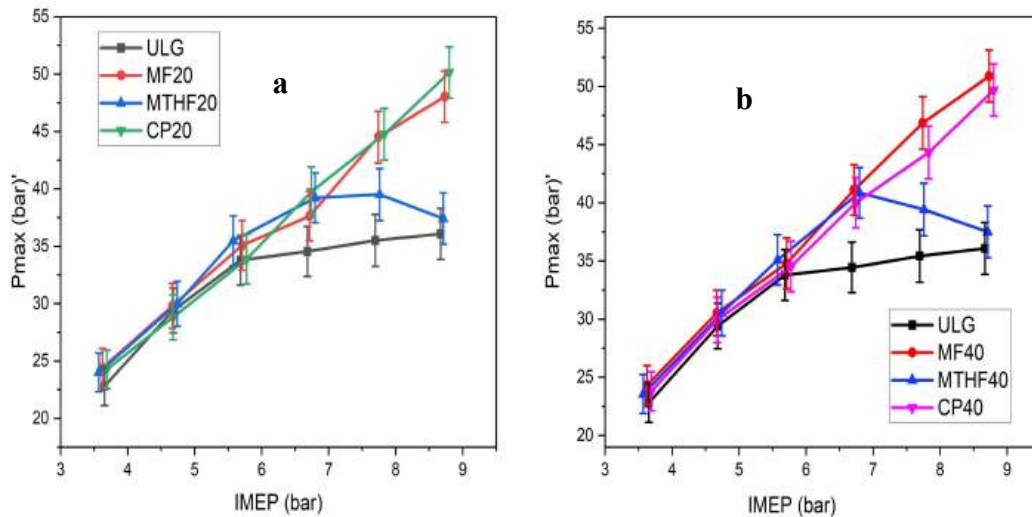 55
50
45
40
35
30
25
20
Pmax (bar)'
ULG
MF20
MTHF20
CP20
a
3 4 5 6 7 8 9
IMEP (bar)
55
50
45
40
35
30
25
20
Pmax (bar)'
b
ULG
MF40
MTHF40
CP40
3 4 5 6 7 8 9
IMEP (bar)